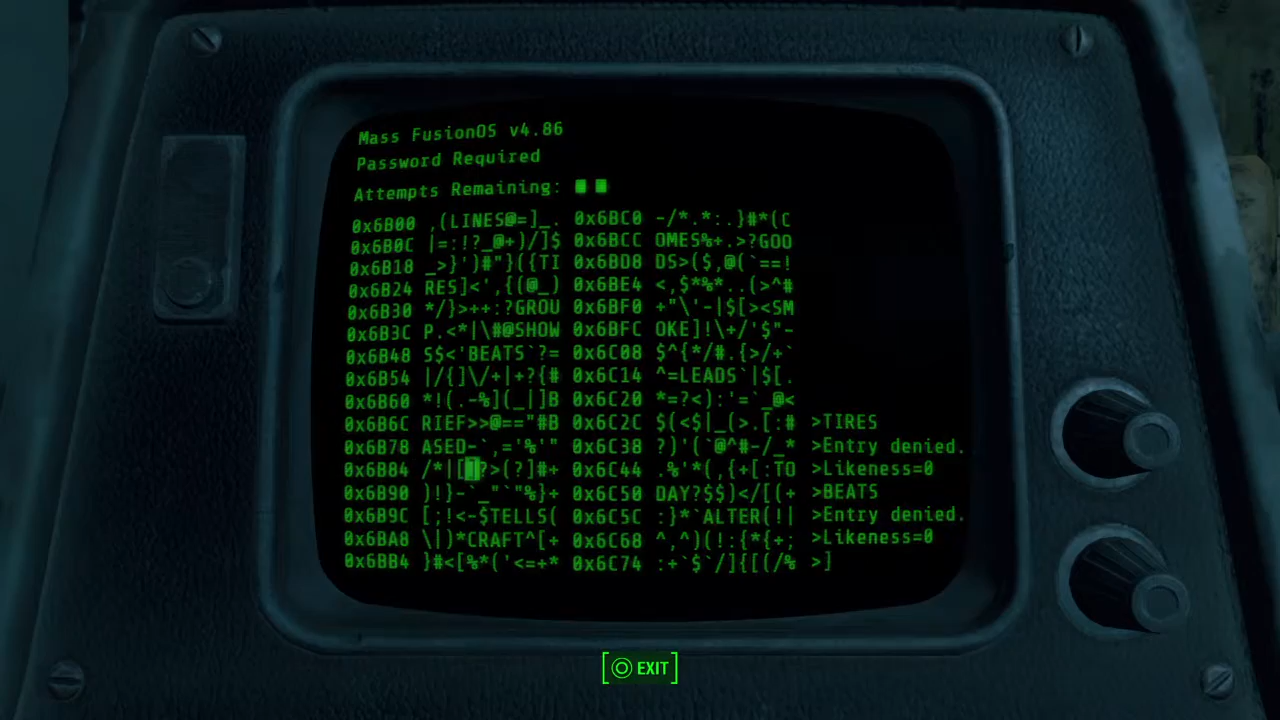 Mass FusionOS v4.86
Password Required
Attempts Remaining:
0x6B00 ,(LINES@=]_. 0x6BC0 -/*.*:.}#*(C
0x6B0C |=:!?_@+)/]$ 0x6BCC OMES%+.>?GOO
0x6B18 _>}')#"}({TI 0x6BD8 DS>($,@(`==!
0x6B24 RES]<',{(@_) 0x6BE4 <,$*%*..(>^#
0x6B30 */}>++:?GROU 0x6BF0 +"\'-|$[><SM
0x6B3C P.<*|\#@SHOW 0x6BFC OKE]!\+/'$"-
0x6B48 S$<'BEATS`?= 0x6C08 $^{*/#.{>/+`
0x6B54 |/{]\/+|+?{# 0x6C14 ^=LEADS`|$[.
0x6B60 *!(.-%](_|]B 0x6C20 *=?<):'=`_@<
0x6B6C RIEF>>@=="#B 0x6C2C $(<$|_(>.[:# >TIRES
0x6B78 ASED-`,='%'" 0x6C38 ?)'(`@^#-/_* >Entry denied.
0x6B84 /*|[]?>(?]#+ 0x6C44 .%'*(,{+[:TO >Likeness=0
0x6B90 )!}-`_"`"%}+ 0x6C50 DAY?$$)</[(+ >BEATS
0x6B9C [;!<-$TELLS( 0x6C5C :}*`ALTER(!| >Entry denied.
0x6BA8 \|)*CRAFT^[+ 0x6C68 ^,^)(!:{*{+; >Likeness=0
0x6BB4 }#<[%*('<=+* 0x6C74 :+`$`/]{[(/% >]
EXIT